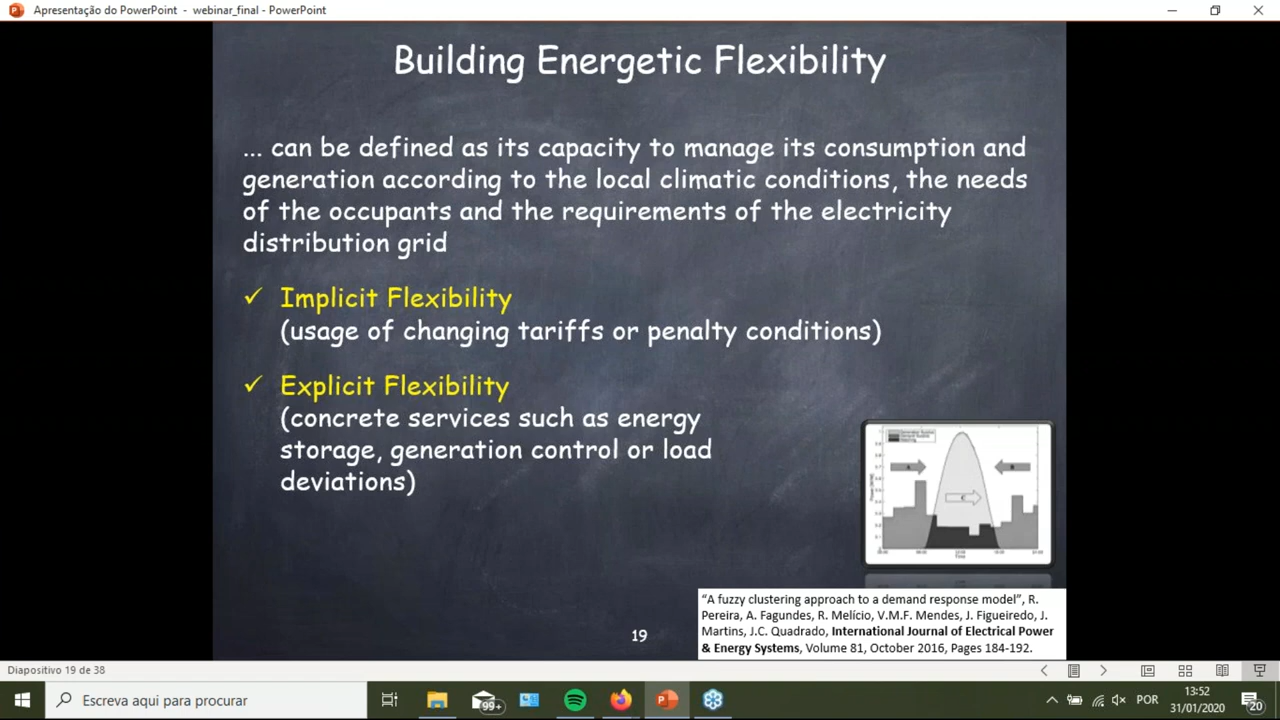 Apresentação do PowerPoint - webinar_final - PowerPoint
Building Energetic Flexibility
... can be defined as its capacity to manage its consumption and
generation according to the local climatic conditions, the needs
of the occupants and the requirements of the electricity
distribution grid
✓ Implicit Flexibility
(usage of changing tariffs or penalty conditions)
✓ Explicit Flexibility
(concrete services such as energy
storage, generation control or load
deviations)
A
B
C
Time
“A fuzzy clustering approach to a demand response model”, R.
Pereira, A. Fagundes, R. Melício, V.M.F. Mendes, J. Figueiredo, J.
Martins, J.C. Quadrado, International Journal of Electrical Power
& Energy Systems, Volume 81, October 2016, Pages 184-192.
19
Diapositivo 19 de 38
Escreva aqui para procurar
99+
POR
13:52
31/01/2020
20